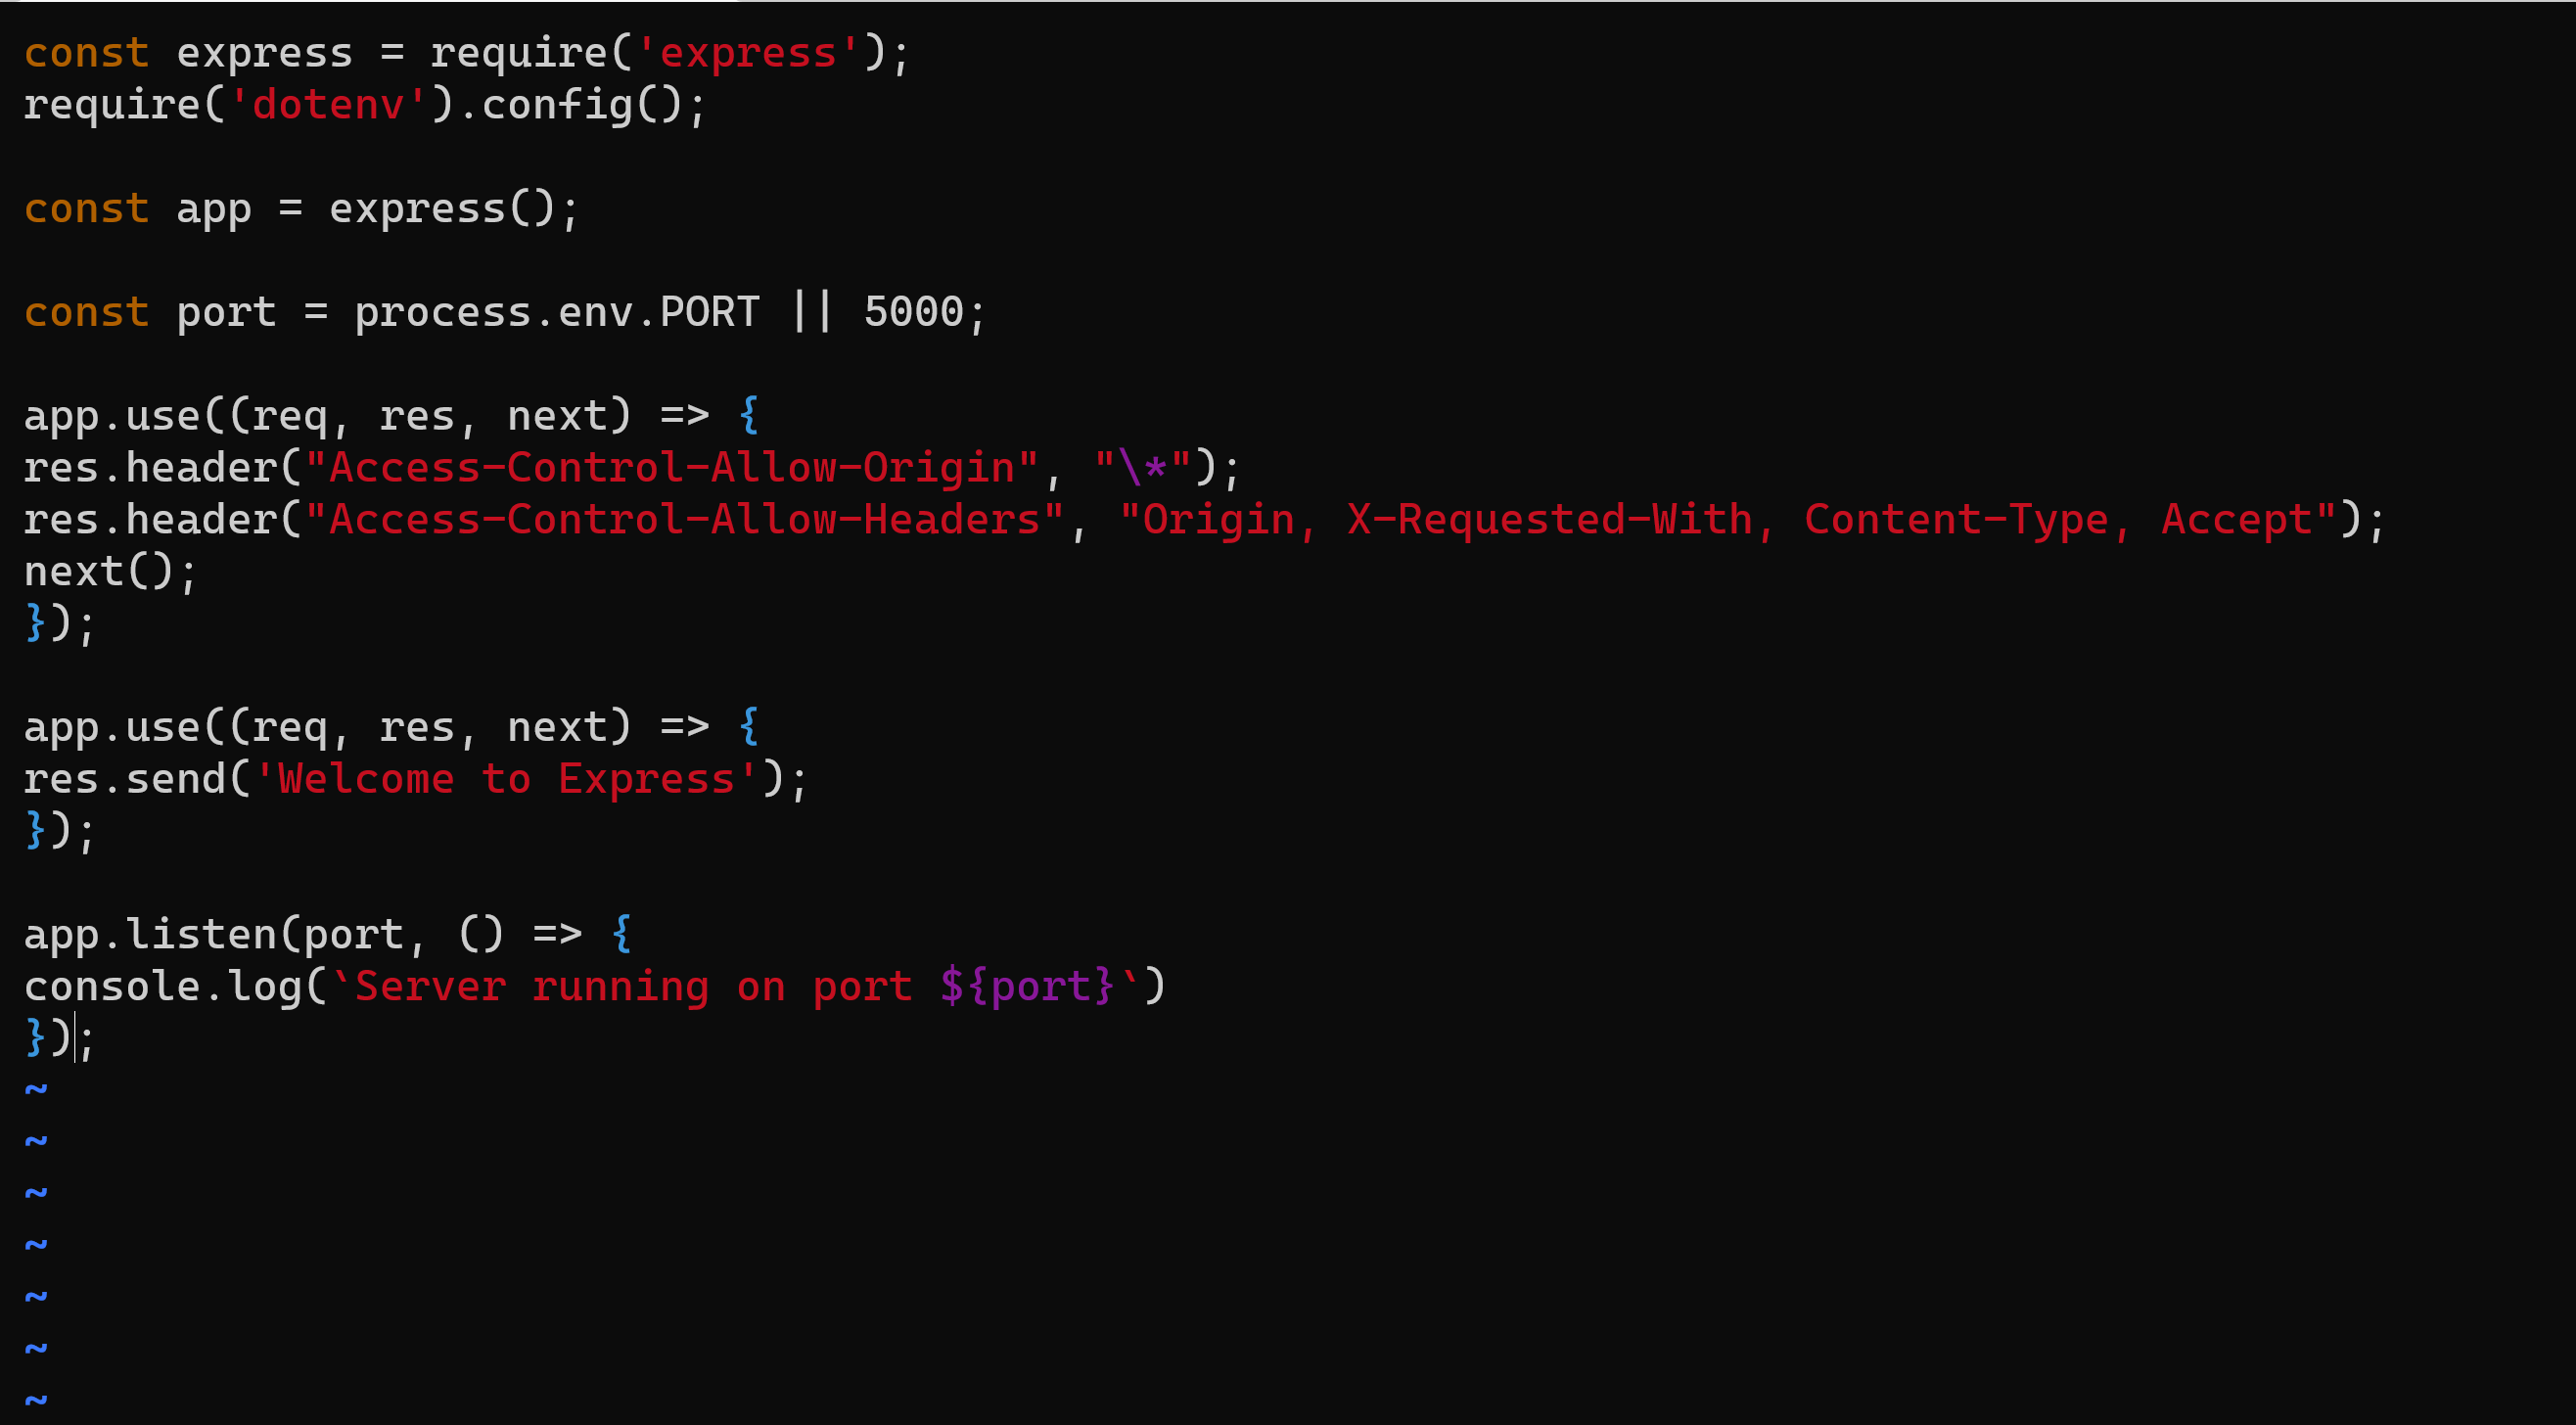 const express = require('express');
require('dotenv').config();
const app = express();
const port = process.env.PORT || 5000;
app.use((req, res, next) => {
res.header("Access-Control-Allow-Origin", "\*");
res.header("Access-Control-Allow-Headers", "Origin, X-Requested-With, Content-Type, Accept");
next();
});
app.use((req, res, next) => {
res.send('Welcome to Express');
});
app.listen(port, () => {
console.log(`Server running on port ${port}`)
});
~
~
~
~
~
~
~